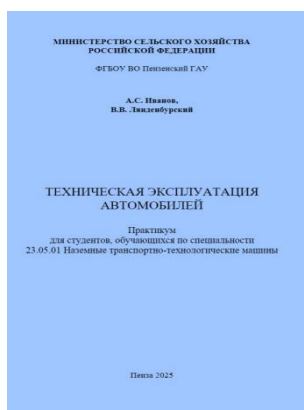 МИНИСТЕРСТВО СЕЛЬСКОГО ХОЗЯЙСТВА
РОССИЙСКОЙ ФЕДЕРАЦИИ
ФГБОУ ВО Пензенский ГАУ
А.С. Иванов,
В.В. Лянденбурский
ТЕХНИЧЕСКАЯ ЭКСПЛУАТАЦИЯ
АВТОМОБИЛЕЙ
Практикум
для студентов, обучающихся по специальности
23.05.01 Наземные транспортно-технологические машины
Пенза 2025